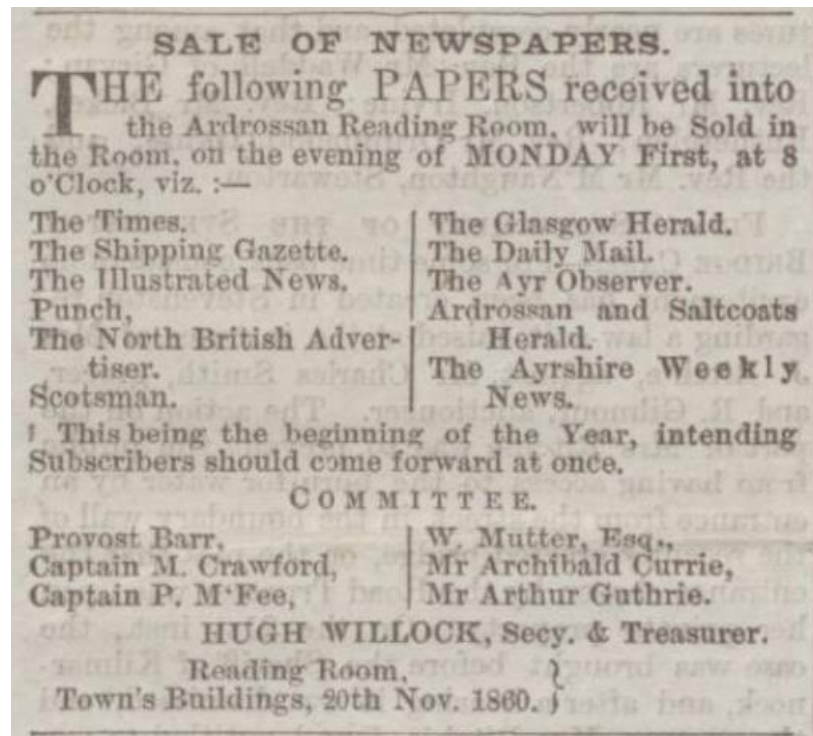 SALE OF NEWSPAPERS.
THE following PAPERS received into
the Ardrossan Reading Room, will be Sold in
the Room, on the evening of MONDAY First, at 8
o'Clock, viz. :—
The Times.
The Shipping Gazette.
The Illustrated News.
Punch,
The North British Adver-
tiser.
Scotsman.
The Glasgow Herald.
The Daily Mail.
The Ayr Observer.
Ardrossan and Saltcoats
Herald.
The Ayrshire Weekly
News.
This being the beginning of the Year, intending
Subscribers should come forward at once.
COMMITTEE.
Provost Barr,
Captain M. Crawford,
Captain P. M'Fee,
W. Mutter, Esq.,
Mr Archibald Currie,
Mr Arthur Guthrie.
HUGH WILLOCK, Secy. & Treasurer.
Reading Room,
Town's Buildings, 20th Nov. 1860.